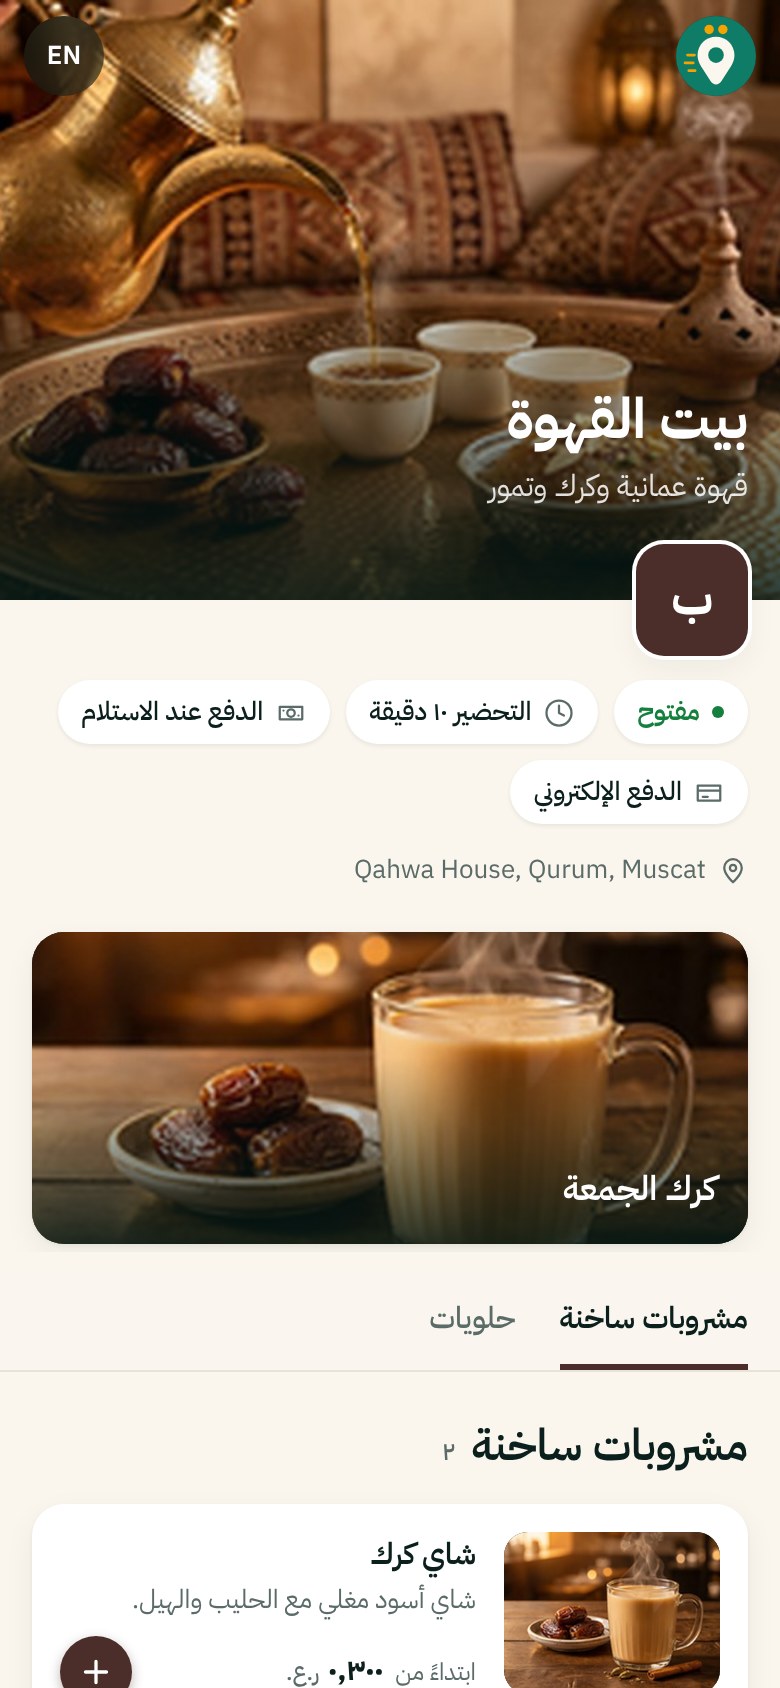 EN
بيت القهوة
قهوة عمانية وكرك وتمور
ب
مفتوح
التحضير ١٠ دقيقة
الدفع عند الاستلام
الدفع الإلكتروني
Qahwa House, Qurum, Muscat
كرك الجمعة
مشروبات ساخنة
حلويات
مشروبات ساخنة ٢
شاي كرك
شاي أسود مغلي مع الحليب والهيل.
ابتداءً من ٠,٣٠٠ ر.ع.